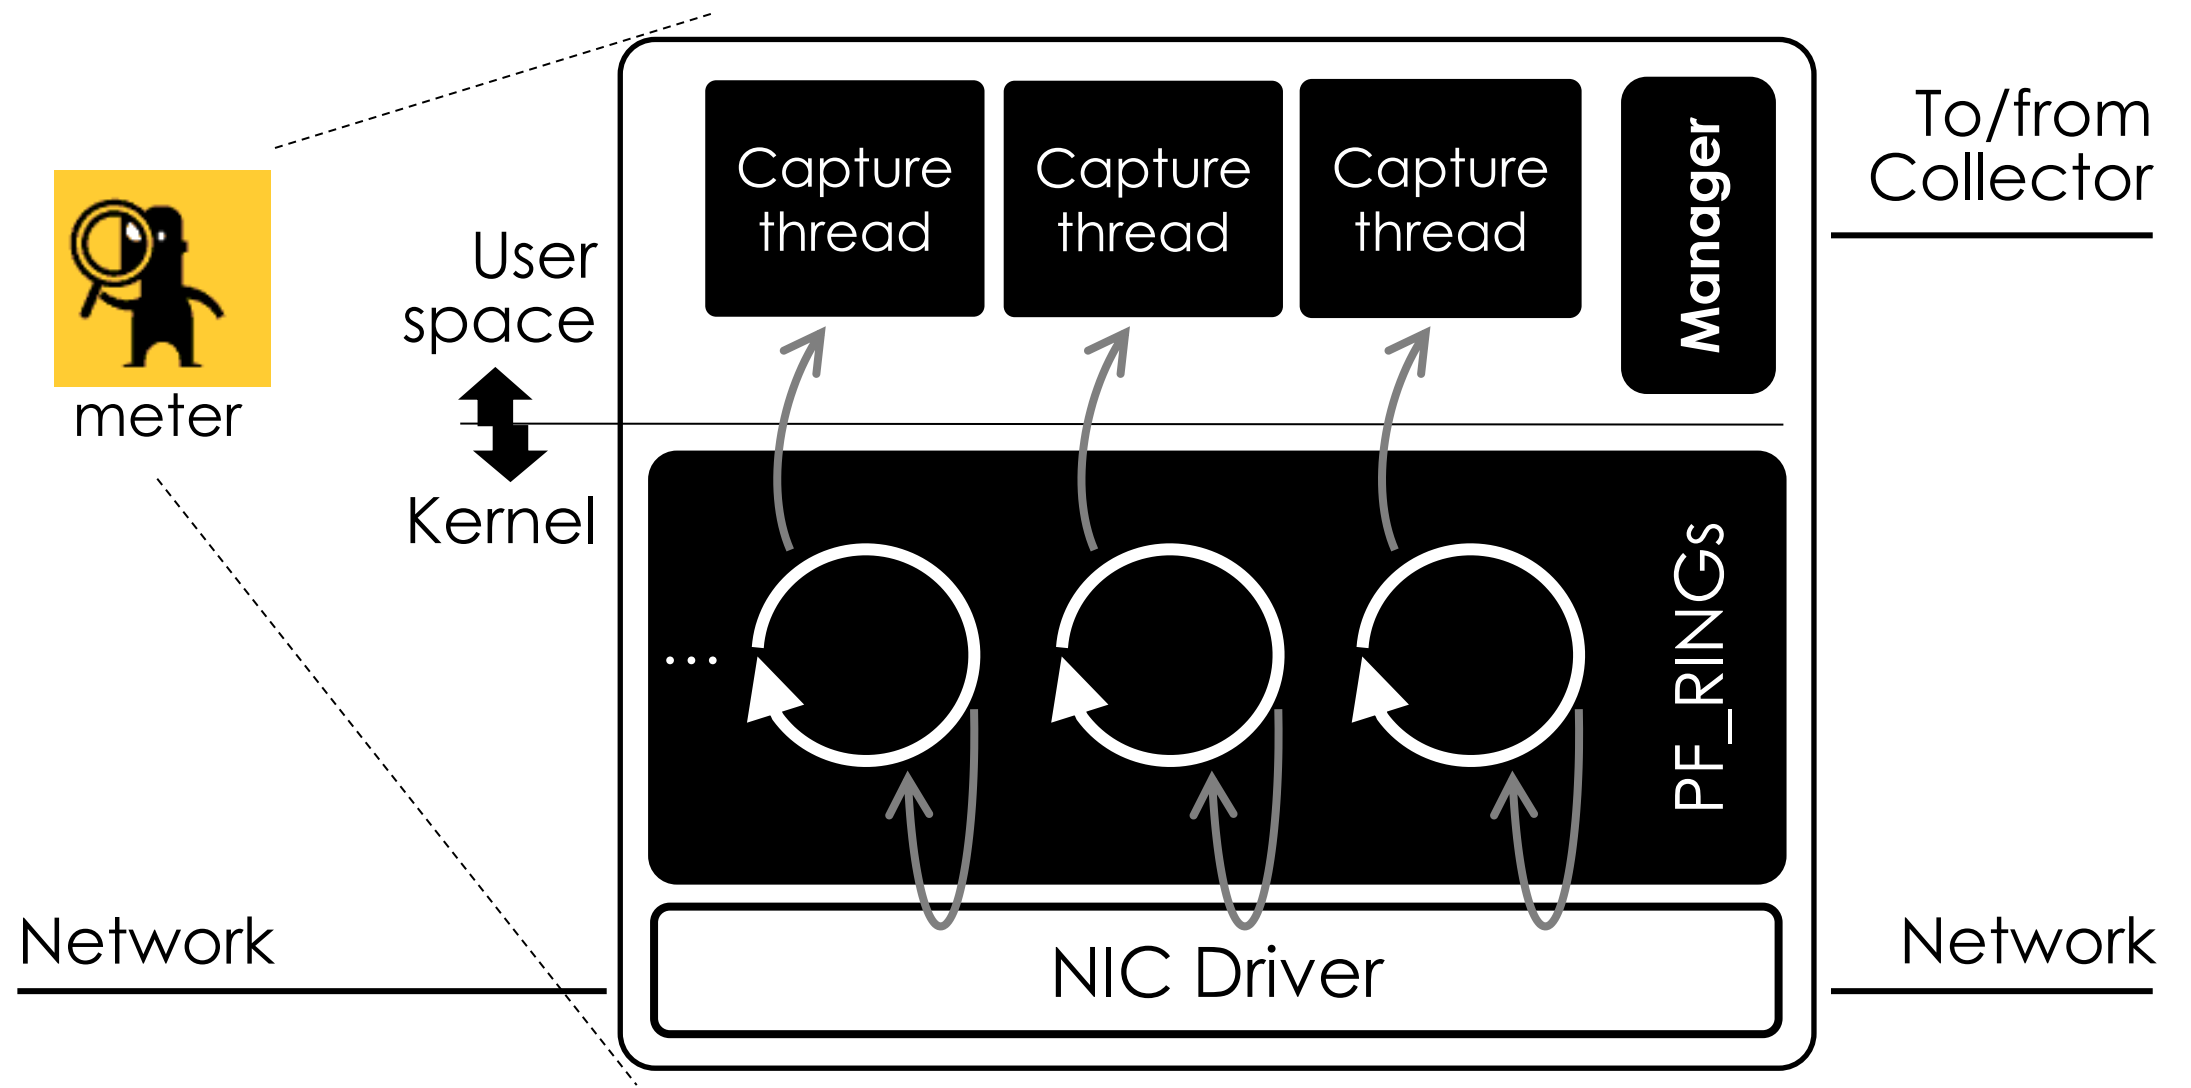 Capture
thread
Capture
thread
Capture
thread
Manager
To/from
Collector
User
space
meter
Kernel
...
PF_RINGs
Network
NIC Driver
Network